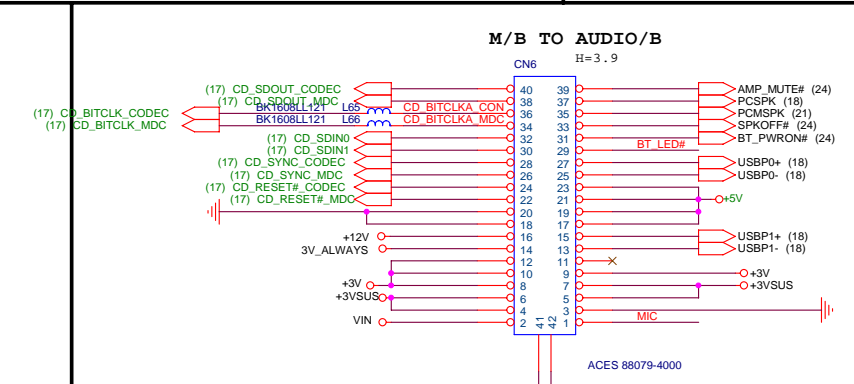 M/B TO AUDIO/B
H=3.9
CN6
(17) CD_SDOUT_CODEC 40 39 AMP_MUTE# (24)
(17) CD_SDOUT_MDC 38 37 PCSPK (18)
(17) CD_BITCLK_CODEC BK1608LL121 L65 CD_BITCLKA_CON 36 35 PCMSPK (21)
(17) CD_BITCLK_MDC BK1608LL121 L66 CD_BITCLKA_MDC 34 33 SPKOFF# (24)
(17) CD_SDIN0 32 31 BT_PWRON# (24)
(17) CD_SDIN1 30 29 BT_LED#
(17) CD_SYNC_CODEC 28 27 USBP0+ (18)
(17) CD_SYNC_MDC 26 25 USBP0- (18)
(17) CD_RESET#_CODEC 24 23
(17) CD_RESET#_MDC 22 21 +5V
20 19
18 17
+12V 16 15 USBP1+ (18)
3V_ALWAYS 14 13 USBP1- (18)
12 11
10 9 +3V
+3V 8 7 +3VSUS
+3VSUS 6 5
4 3
VIN 2 1 MIC
41 42
ACES 88079-4000